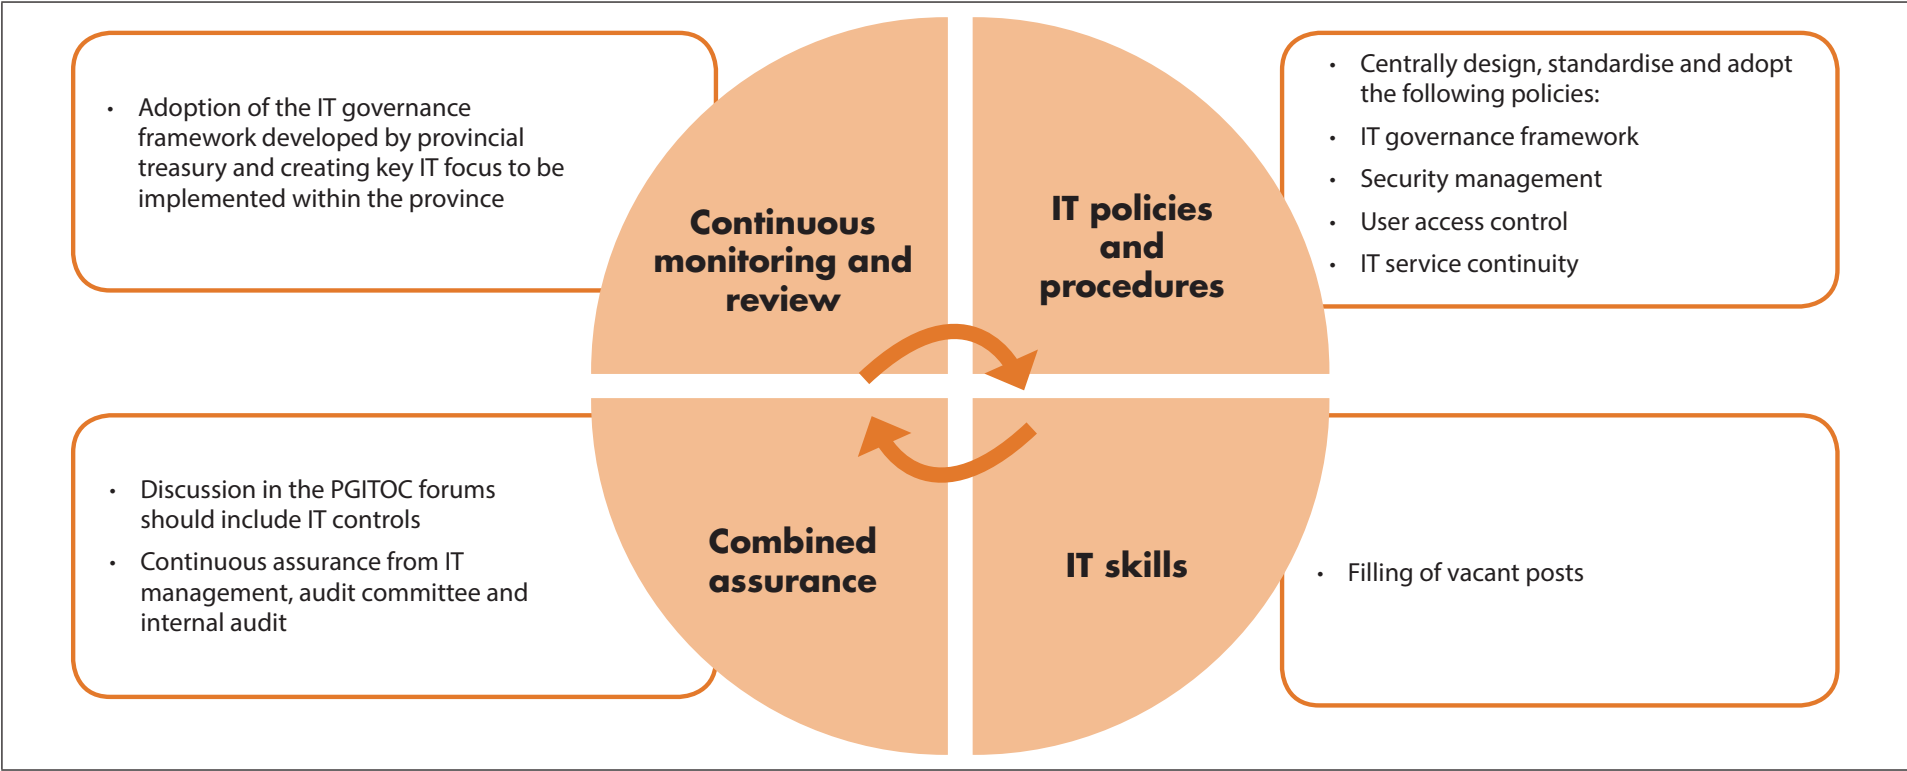 • Adoption of the IT governance
framework developed by provincial
treasury and creating key IT focus to be
implemented within the province
Continuous
monitoring and
review
IT policies
and
procedures
• Centrally design, standardise and adopt
the following policies:
• IT governance framework
• Security management
• User access control
• IT service continuity
• Discussion in the PGITOC forums
should include IT controls
• Continuous assurance from IT
management, audit committee and
internal audit
Combined
assurance
IT skills
• Filling of vacant posts